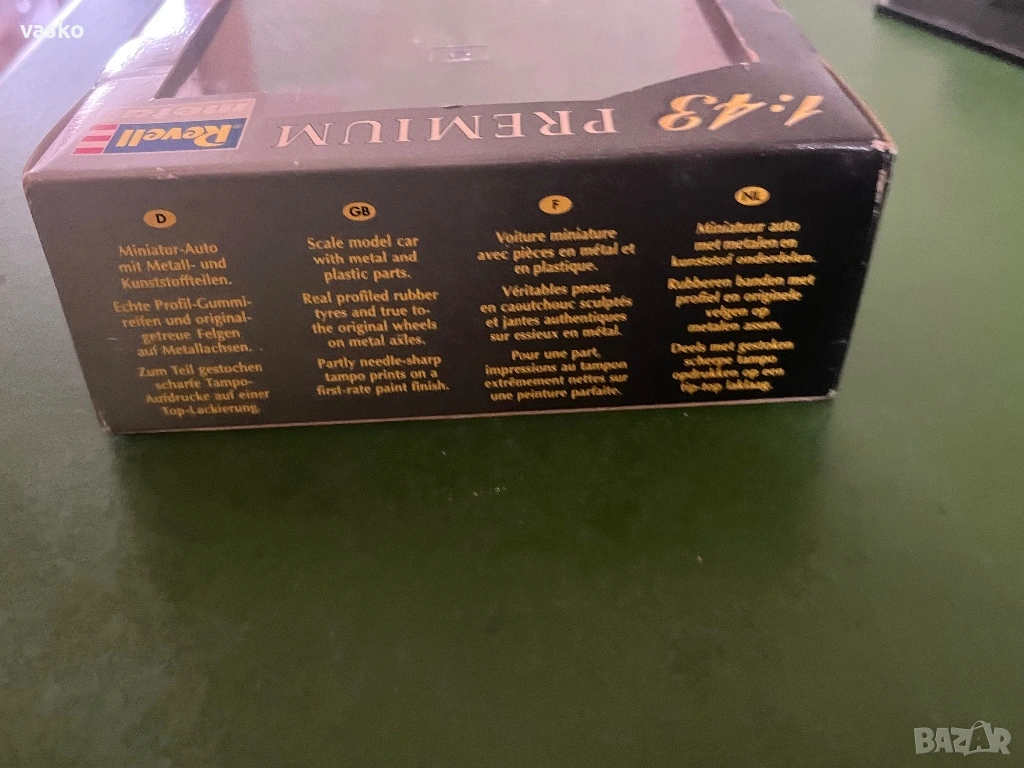 vasko
Revell
metal
PREMIUM
1:43
D
Miniatur-Auto
mit Metall- und
Kunststoffteilen.
Echte Profil-Gummi-
reifen und original-
getreue Felgen
auf Metallachsen.
Zum Teil gestochen
scharfe Tampo-
Aufdrucke auf einer
Top-Lackierung.
GB
Scale model car
with metal and
plastic parts.
Real profiled rubber
tyres and true to-
the original wheels
on metal axles.
Partly needle-sharp
tampo prints on a
first-rate paint finish.
F
Voiture miniature
avec pièces en métal et
en plastique.
Véritables pneus
en caoutchouc sculptés
et jantes authentiques
sur essieux en métal.
Pour une part,
impressions au tampon
extrêmement nettes sur
une peinture parfaite.
NL
Miniatuur auto
met metalen en
kunststof onderdelen.
Rubberen banden met
profiel en originele
velgen op
metalen assen.
Deels met gestoken
scherpe tampo
opdrukken op een
tip-top laklaag.
BAZAR